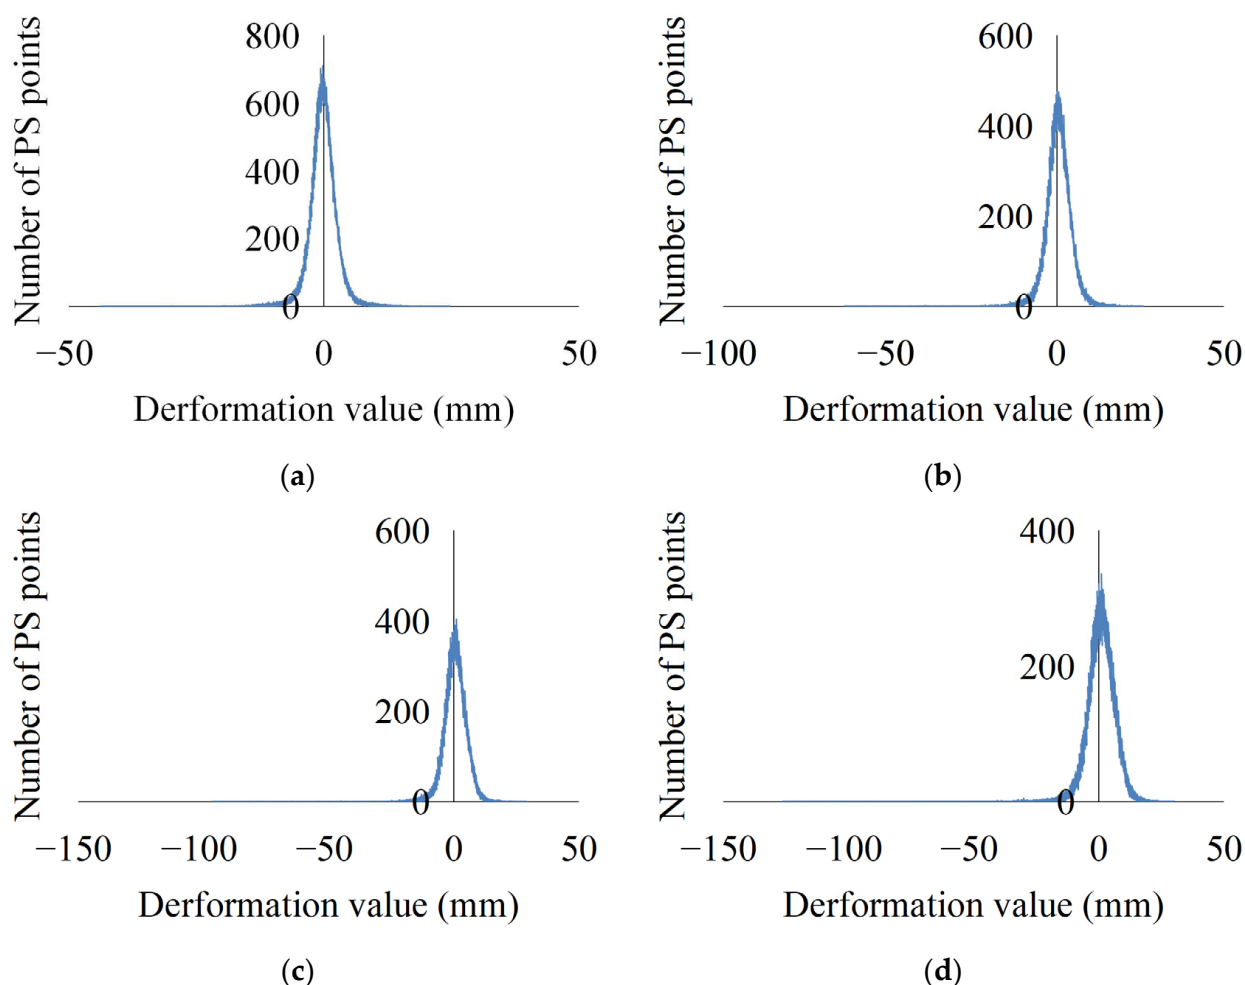 Number of PS points
800
600
400
200
0
−50 0 50
Derformation value (mm)
(a)
Number of PS points
600
400
200
0
−100 −50 0 50
Derformation value (mm)
(b)
Number of PS points
600
400
200
0
−150 −100 −50 0 50
Derformation value (mm)
(c)
Number of PS points
400
200
0
−150 −100 −50 0 50
Derformation value (mm)
(d)